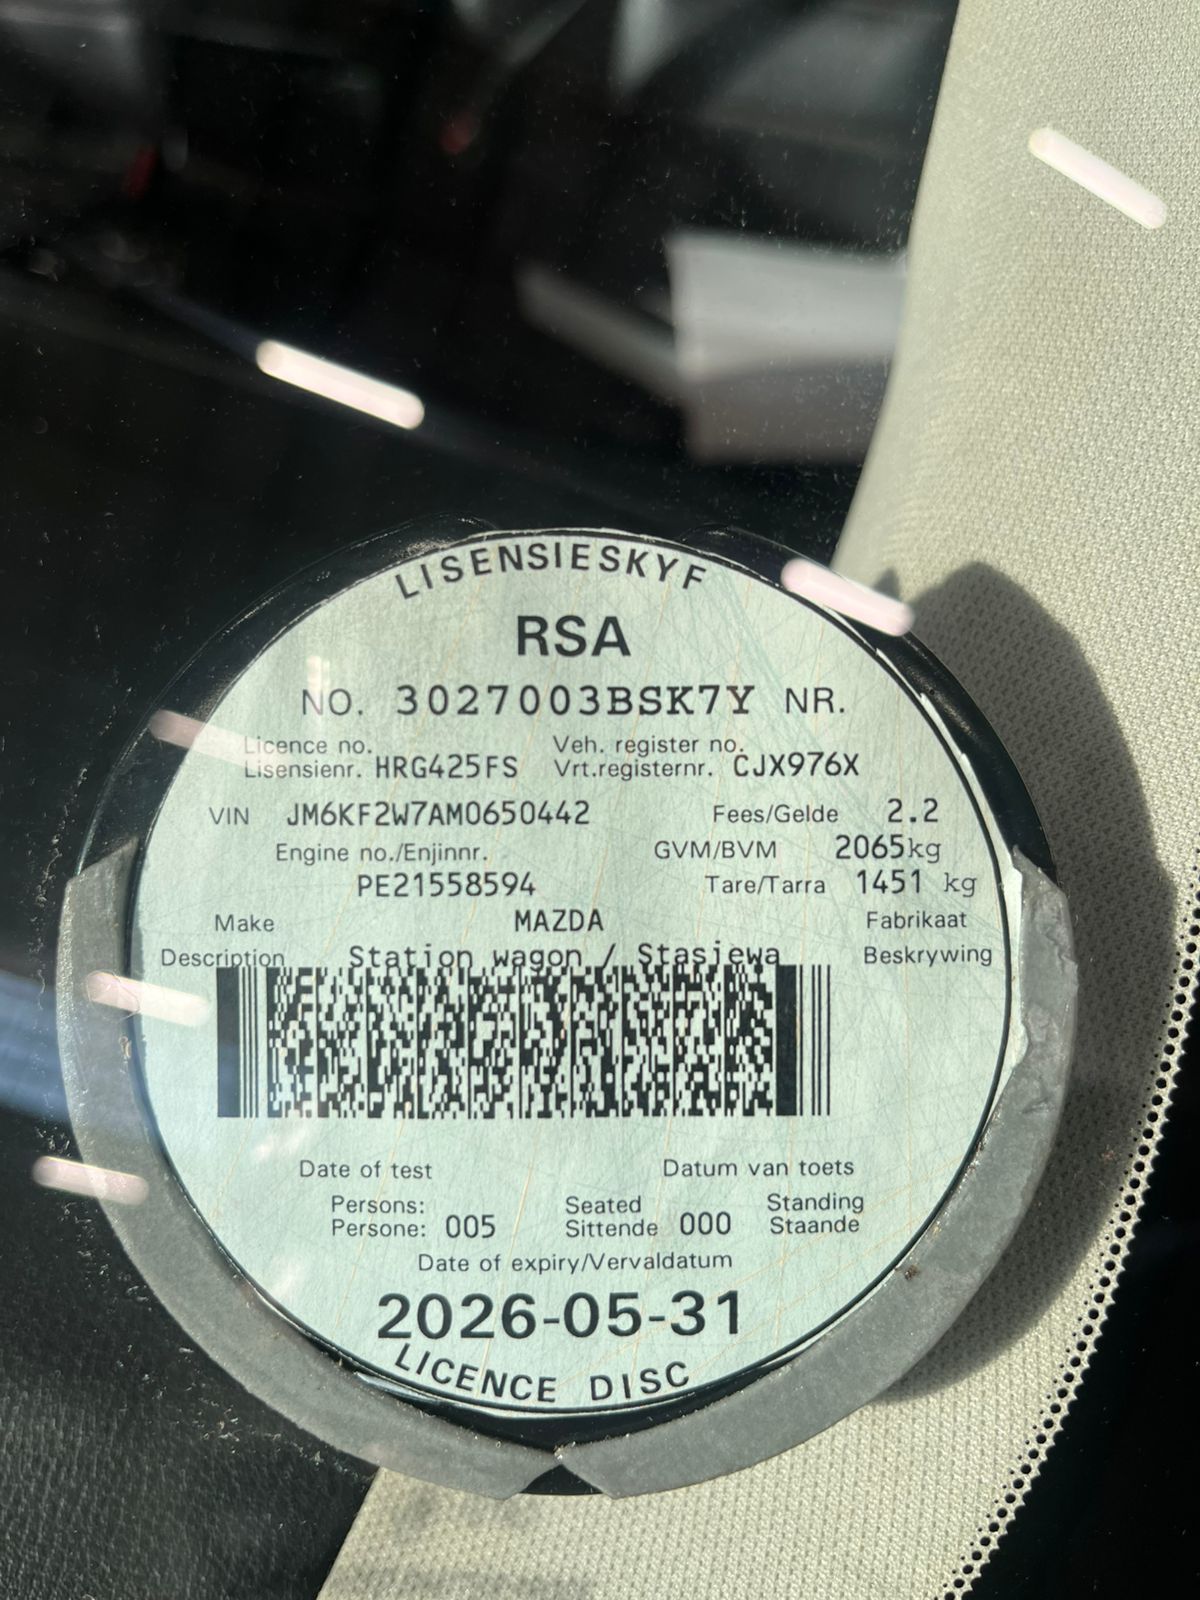 LISENSIESKYF
RSA
NO. 3027003BSK7Y NR.
Licence no. Veh. register no.
Lisensienr. HRG425FS Vrt.registernr. CJX976X
VIN JM6KF2W7AM0650442 Fees/Gelde 2.2
Engine no./Enjinnr. GVM/BVM 2065kg
PE21558594 Tare/Tarra 1451 kg
Make MAZDA Fabrikaat
Description Station wagon / Stasiewa Beskrywing
Date of test Datum van toets
Persons: Seated Standing
Persone: 005 Sittende 000 Staande
Date of expiry/Vervaldatum
2026-05-31
LICENCE DISC